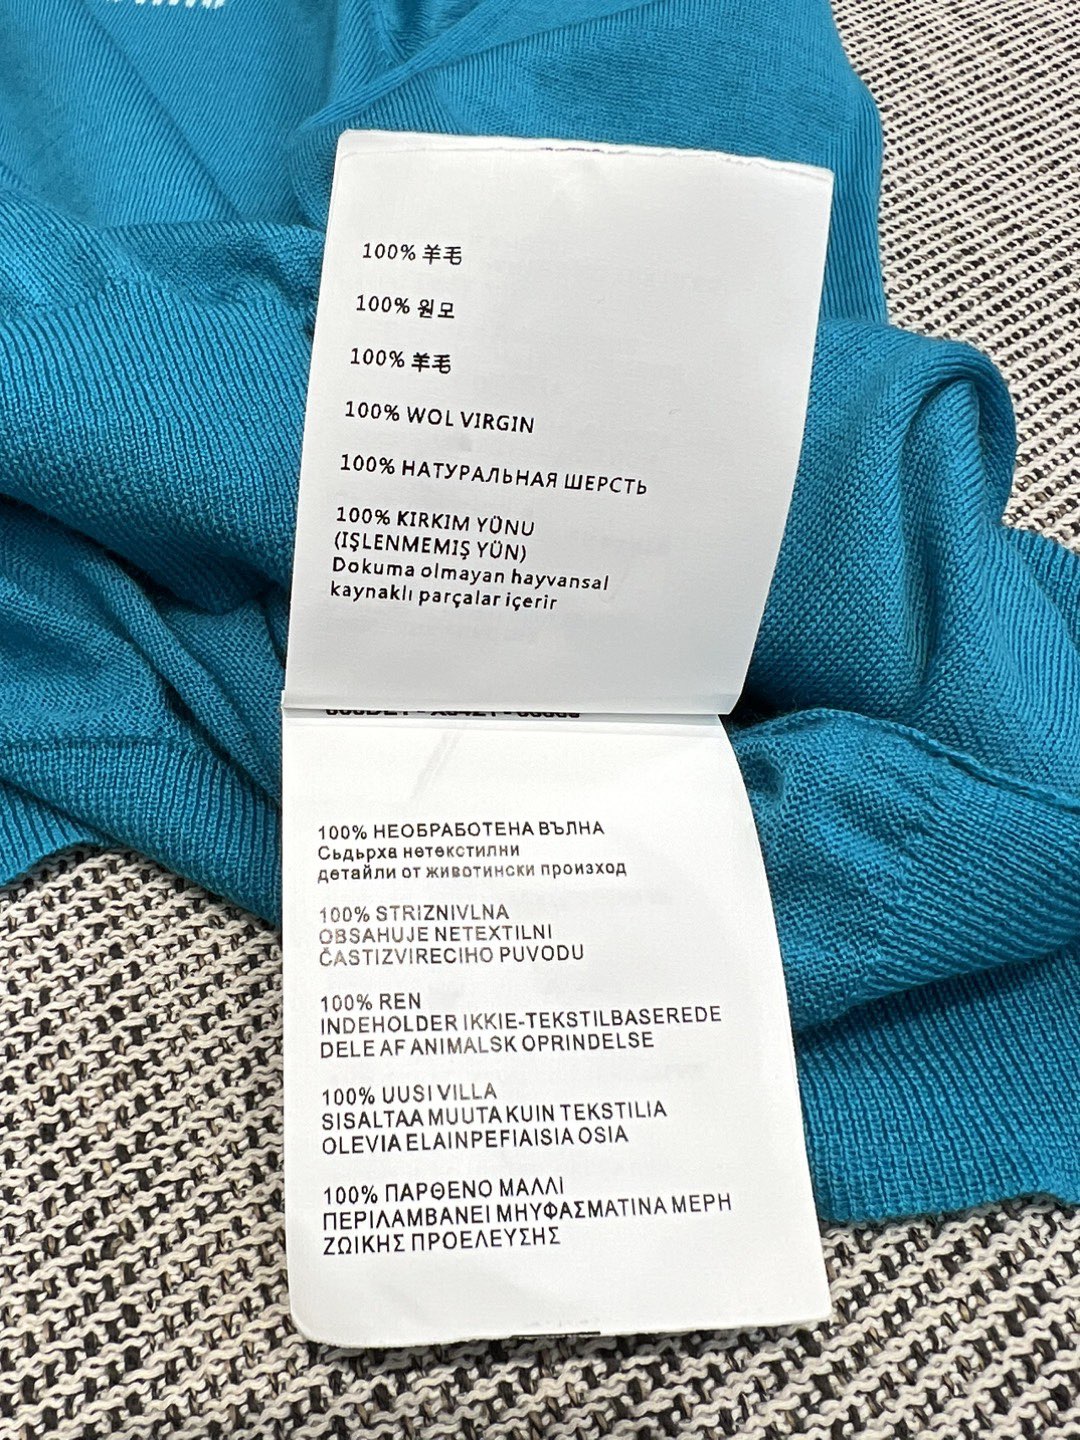 100% 羊毛
100% 원모
100% 羊毛
100% WOL VIRGIN
100% НАТУРАЛЬНАЯ ШЕРСТЬ
100% KIRKIM YÜNU
(IŞLENMEMIŞ YÜN)
Dokuma olmayan hayvansal
kaynaklı parçalar içerir
100% НЕОБРАБОТЕНА ВЪЛНА
Сьдьрха нетекстилни
детайли от животински произход
100% STRIZNIVLNA
OBSAHUJE NETEXTILNI
ČASTIZVIRECIHO PUVODU
100% REN
INDEHOLDER IKKIE-TEKSTILBASEREDE
DELE AF ANIMALSK OPRINDELSE
100% UUSI VILLA
SISALTAA MUUTA KUIN TEKSTILIA
OLEVIA ELAINPEFIAISIA OSIA
100% ΠΑΡΘΕΝΟ ΜΑΛΛΙ
ΠΕΡΙΛΑΜΒΑΝΕΙ ΜΗΥΦΑΣΜΑΤΙΝΑ ΜΕΡΗ
ΖΩΙΚΗΣ ΠΡΟΕΛΕΥΣΗΣ